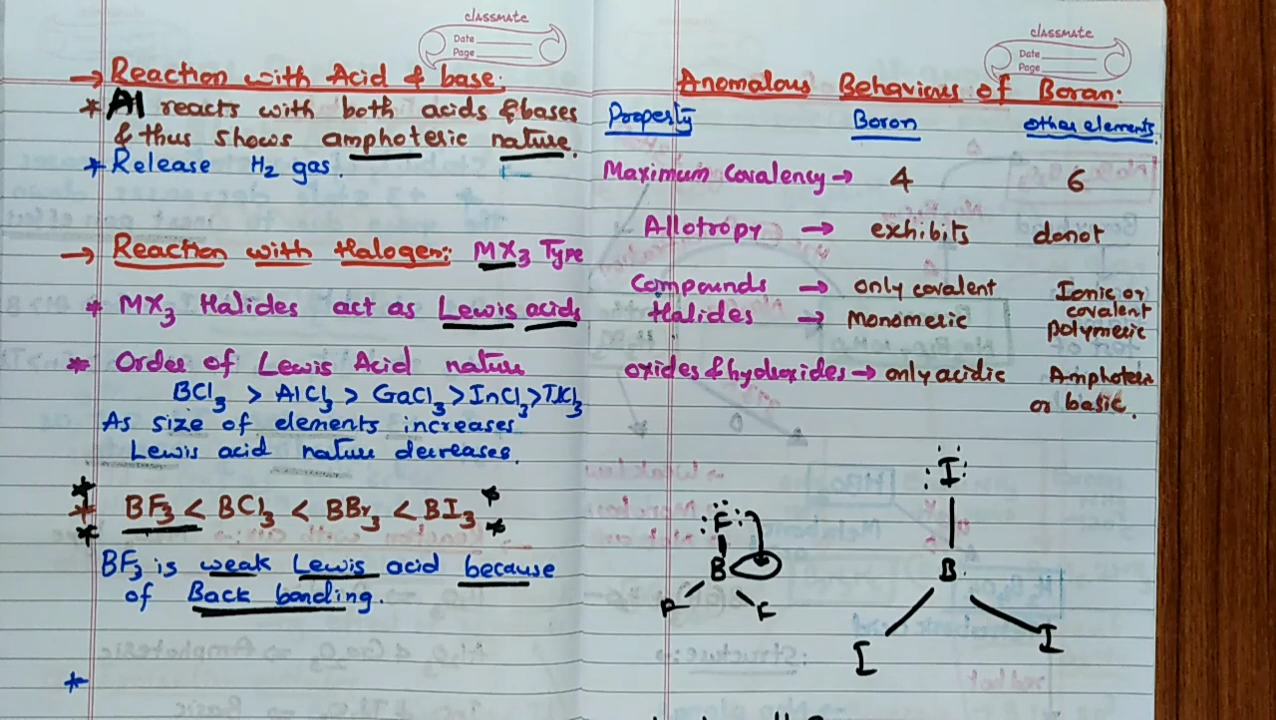 classmate
Date
Page
→ Reaction with Acid & base:
* Al reacts with both acids & bases
& thus shows amphoteric nature.
* Release H₂ gas.
→ Reaction with Halogen: MX₃ Type
* MX₃ Halides act as Lewis acids
* Order of Lewis Acid nature
BCl₃ > AlCl₃ > GaCl₃ > InCl₃ > TlCl₃
As size of elements increases
Lewis acid nature decreases.
BF₃ < BCl₃ < BBr₃ < BI₃
BF₃ is weak Lewis acid because
of Back bonding.
*
classmate
Date
Page
Anomalous Behaviour of Boran:
Property Boron other elements
Maximum covalency → 4 6
Allotropy → exhibits donot
Compounds → only covalent Ionic or
covalent
Halides → Monomeric polymeric
oxides & hydroxides → only acidic Amphoteric
or basic.
F
B
F F
I
B
I I